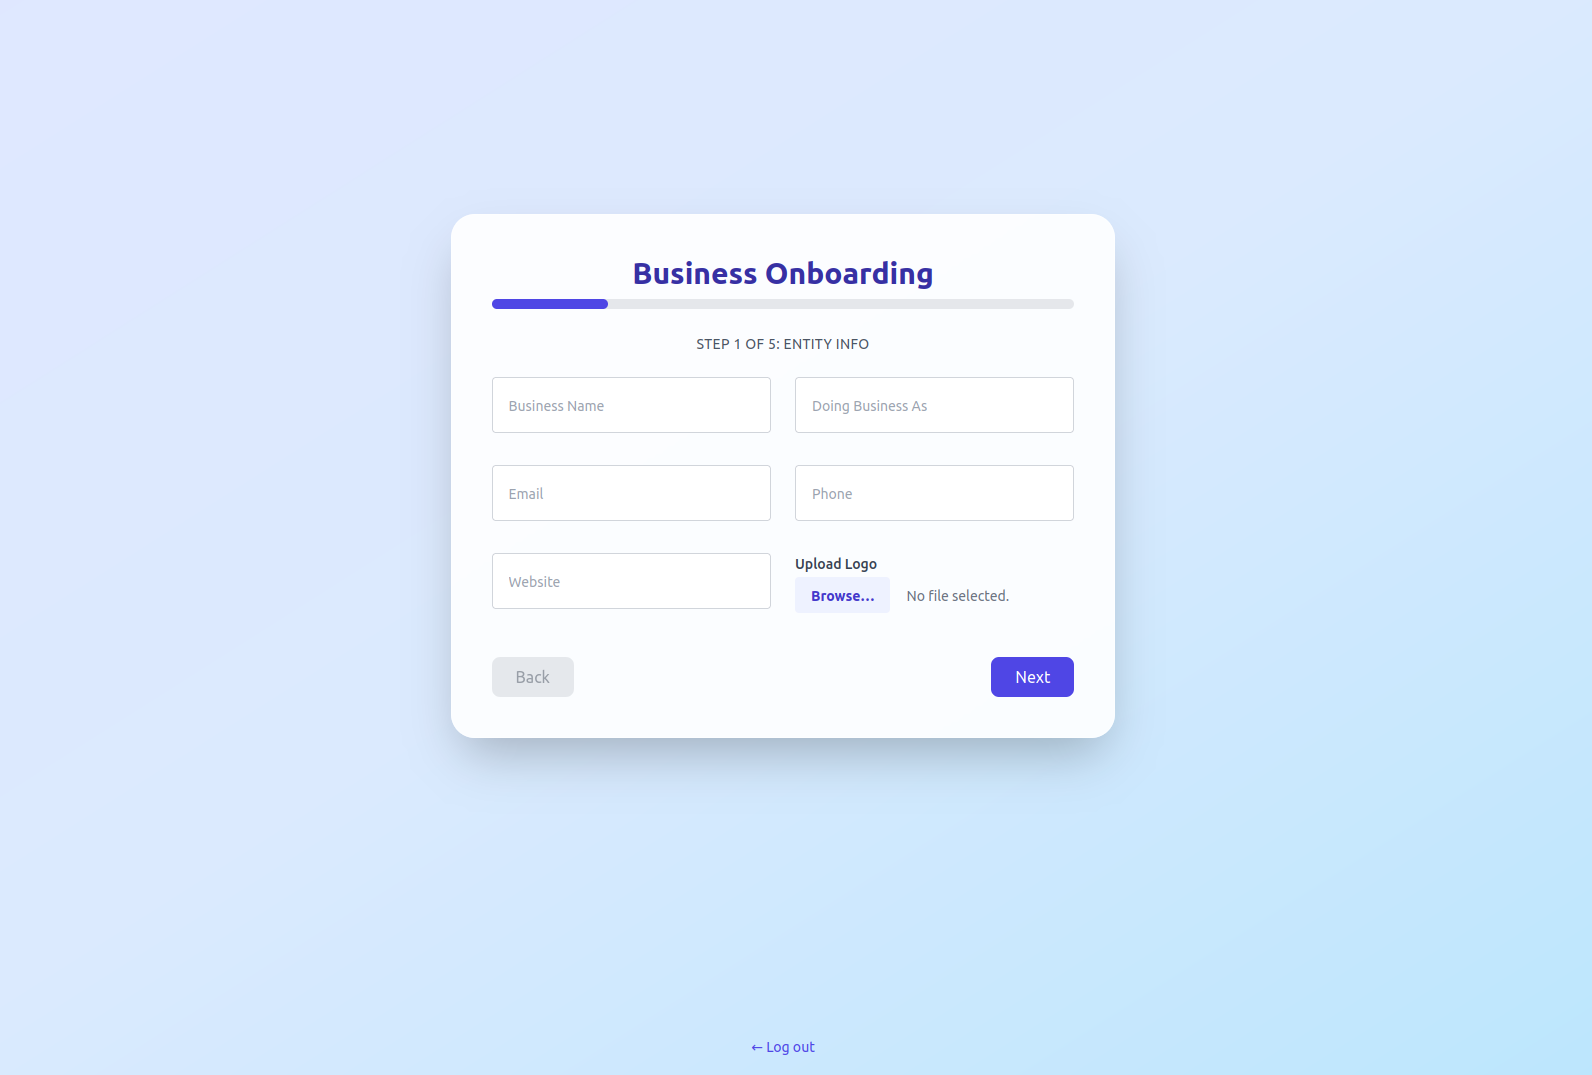 Business Onboarding
STEP 1 OF 5: ENTITY INFO
Business Name
Doing Business As
Email
Phone
Website
Upload Logo
Browse...
No file selected.
Back
Next
← Log out